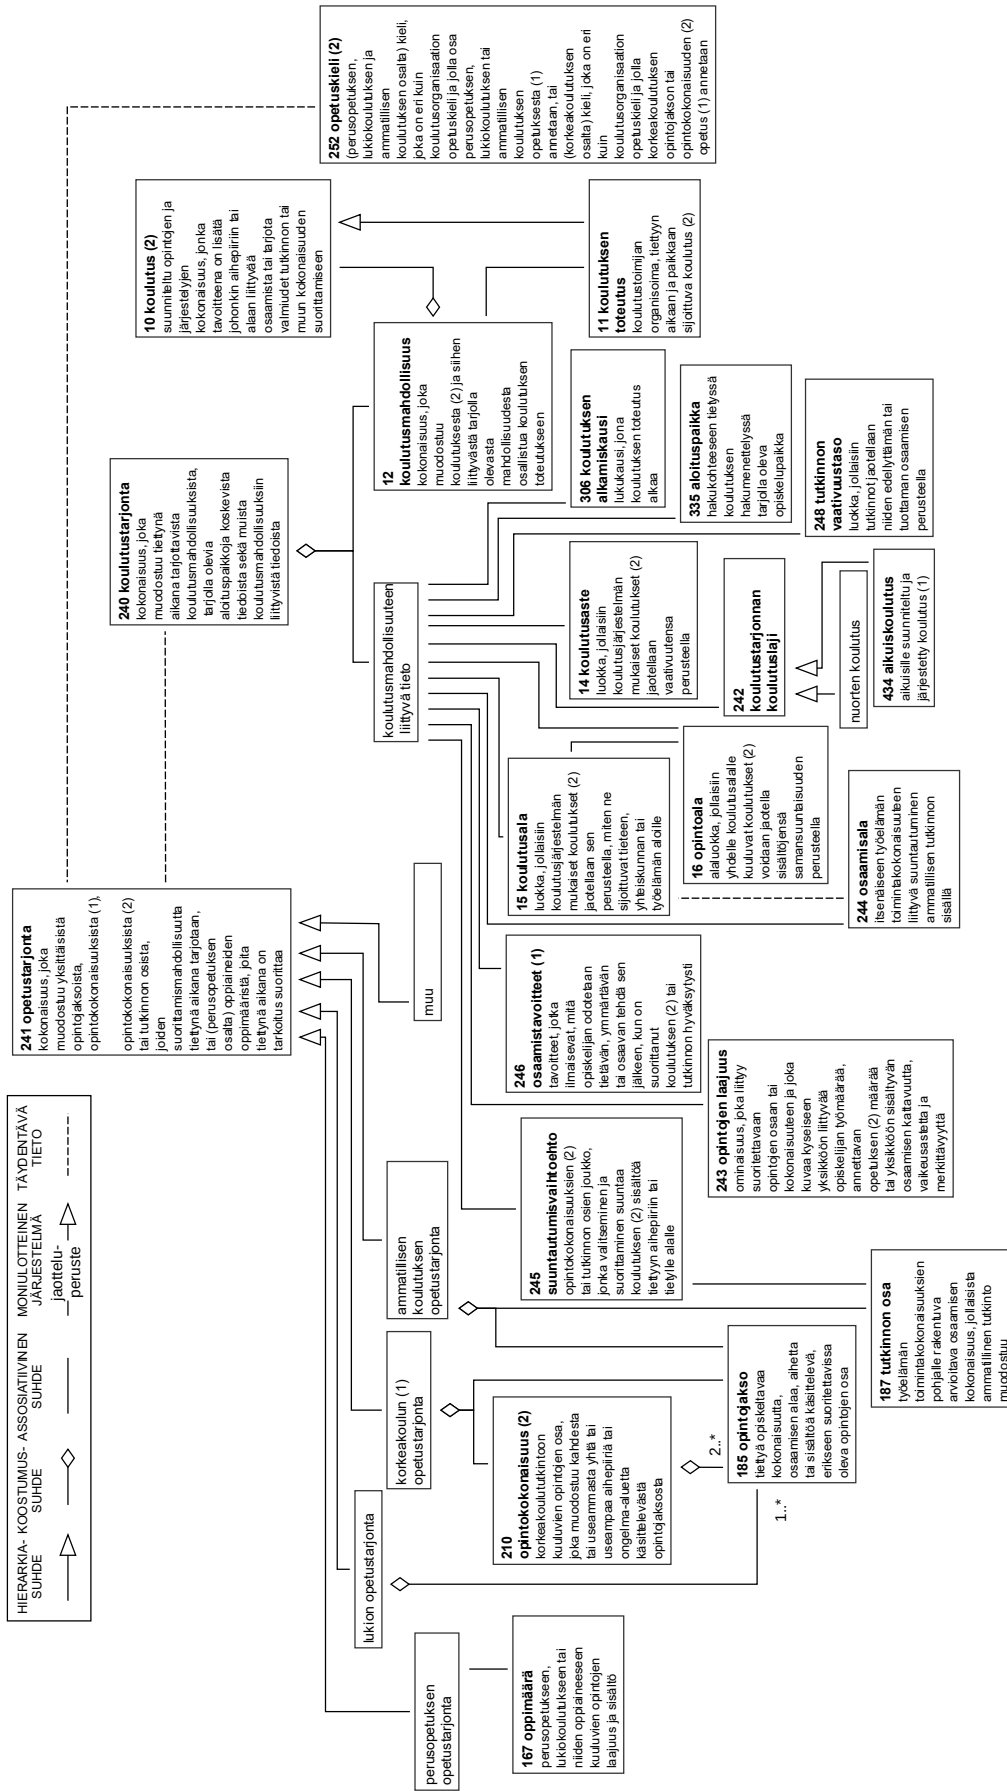 HIERARKIA- KOOSTUMUS- ASSOSIATIIVINEN MONIULOTTEINEN TÄYDENTÄVÄ
SUHDE SUHDE SUHDE JÄRJESTELMÄ TIETO
jaottelu-
peruste
241 opetustarjonta
kokonaisuus, joka
muodostuu yksittäisistä
opintojaksoista,
opintokokonaisuuksista (1),
opintokokonaisuuksista (2)
tai tutkinnon osista,
joiden
suorittamismahdollisuutta
tiettynä aikana tarjotaan,
tai (perusopetuksen
osalta) oppiaineiden
oppimääristä, joita
tiettynä aikana on
tarkoitus suorittaa
240 koulutustarjonta
kokonaisuus, joka
muodostuu tiettynä
aikana tarjottavista
koulutusmahdollisuuksista,
tarjolla olevia
aloituspaikkoja koskevista
tiedoista sekä muista
koulutusmahdollisuuksiin
liittyvistä tiedoista
10 koulutus (2)
suunniteltu opintojen ja
järjestelyjen
kokonaisuus, jonka
tavoitteena on lisätä
johonkin aihepiiriin tai
alaan liittyvää
osaamista tai tarjota
valmiudet tutkinnon tai
muun kokonaisuuden
suorittamiseen
252 opetuskieli (2)
(perusopetuksen,
lukiokoulutuksen ja
ammatillisen
koulutuksen osalta) kieli,
joka on eri kuin
koulutusorganisaation
opetuskieli ja jolla osa
perusopetuksen,
lukiokoulutuksen tai
ammatillisen
koulutuksen
opetuksesta (1)
annetaan, tai
(korkeakoulutuksen
osalta) kieli, joka on eri
kuin
koulutusorganisaation
opetuskieli ja jolla
korkeakoulutuksen
opintojakson tai
opintokokonaisuuden (2)
opetus (1) annetaan
perusopetuksen
opetustarjonta
lukion opetustarjonta
korkeakoulun (1)
opetustarjonta
ammatillisen
koulutuksen
opetustarjonta
muu
koulutusmahdollisuuteen
liittyvä tieto
12
koulutusmahdollisuus
kokonaisuus, joka
muodostuu
koulutuksesta (2) ja siihen
liittyvästä tarjolla
olevasta
mahdollisuudesta
osallistua koulutuksen
toteutukseen
11 koulutuksen
toteutus
koulutustoimijan
organisoima, tiettyyn
aikaan ja paikkaan
sijoittuva koulutus (2)
167 oppimäärä
perusopetukseen,
lukiokoulutukseen tai
niiden oppiaineeseen
kuuluvien opintojen
laajuus ja sisältö
210
opintokokonaisuus (2)
korkeakoulututkintoon
kuuluvien opintojen osa,
joka muodostuu kahdesta
tai useammasta yhtä tai
useampaa aihepiiriä tai
ongelma-aluetta
käsittelevästä
opintojaksosta
245
suuntautumisvaihtoehto
opintokokonaisuuksien (2)
tai tutkinnon osien joukko,
jonka valitseminen ja
suorittaminen suuntaa
koulutuksen (2) sisältöä
tiettyyn aihepiiriin tai
tietylle alalle
246
osaamistavoitteet (1)
tavoitteet, jotka
ilmaisevat, mitä
opiskelijan odotetaan
tietävän, ymmärtävän
tai osaavan tehdä sen
jälkeen, kun on
suorittanut
koulutuksen (2) tai
tutkinnon hyväksytysti
15 koulutusala
luokka, jollaisiin
koulutusjärjestelmän
mukaiset koulutukset (2)
jaotellaan sen
perusteella, miten ne
sijoittuvat tieteen,
yhteiskunnan tai
työelämän aloille
14 koulutusaste
luokka, jollaisiin
koulutusjärjestelmän
mukaiset koulutukset (2)
jaotellaan
vaativuutensa
perusteella
306 koulutuksen
alkamiskausi
lukukausi, jona
koulutuksen toteutus
alkaa
2..*
1..*
185 opintojakso
tiettyä opiskeltavaa
kokonaisuutta,
osaamisen alaa, aihetta
tai sisältöä käsittelevä,
erikseen suoritettavissa
oleva opintojen osa
243 opintojen laajuus
ominaisuus, joka liittyy
suoritettavaan
opintojen osaan tai
kokonaisuuteen ja joka
kuvaa kyseiseen
yksikköön liittyvää
opiskelijan työmäärää,
annettavan
opetuksen (2) määrää
tai yksikköön sisältyvän
osaamisen kattavuutta,
vaikeusastetta ja
merkittävyyttä
16 opintoala
alaluokka, jollaisiin
yhdelle koulutusalalle
kuuluvat koulutukset (2)
voidaan jaotella
sisältöjensä
samansuuntaisuuden
perusteella
242
koulutustarjonnan
koulutuslaji
335 aloituspaikka
hakukohteeseen tietyssä
koulutuksen
hakumenettelyssä
tarjolla oleva
opiskelupaikka
187 tutkinnon osa
työelämän
toimintakokonaisuuksien
pohjalle rakentuva
arvioitava osaamisen
kokonaisuus, jollaisista
ammatillinen tutkinto
muodostuu
244 osaamisala
itsenäiseen työelämän
toimintakokonaisuuteen
liittyvä suuntautuminen
ammatillisen tutkinnon
sisällä
nuorten koulutus
434 aikuiskoulutus
aikuisille suunniteltu ja
järjestetty koulutus (1)
248 tutkinnon
vaativuustaso
luokka, jollaisiin
tutkinnot jaotellaan
niiden edellyttämän tai
tuottaman osaamisen
perusteella